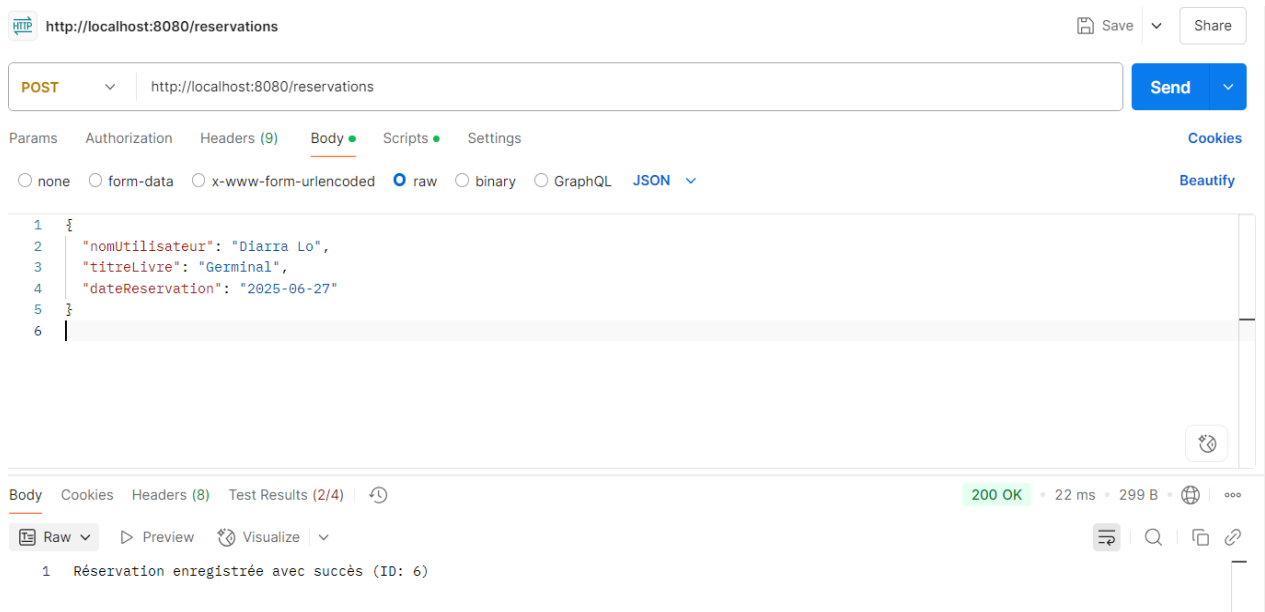 HTTP http://localhost:8080/reservations Save Share
POST http://localhost:8080/reservations Send
Params Authorization Headers (9) Body Scripts Settings Cookies
none form-data x-www-form-urlencoded raw binary GraphQL JSON Beautify
1 {
2 "nomUtilisateur": "Diarra Lo",
3 "titreLivre": "Germinal",
4 "dateReservation": "2025-06-27"
5 }
6
Body Cookies Headers (8) Test Results (2/4) 200 OK • 22 ms • 299 B
Raw Preview Visualize
1 Réservation enregistrée avec succès (ID: 6)